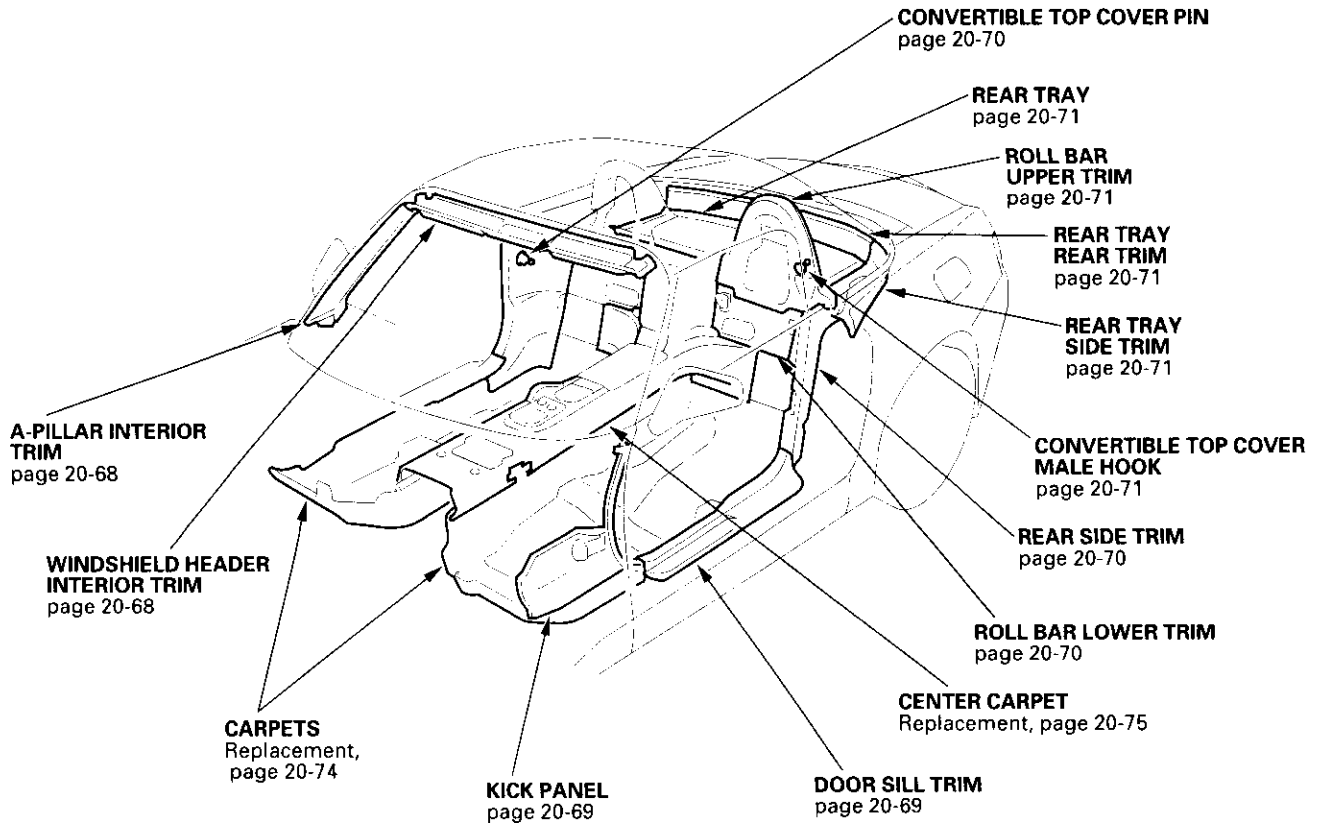 CONVERTIBLE TOP COVER PIN
page 20-70
REAR TRAY
page 20-71
ROLL BAR
UPPER TRIM
page 20-71
REAR TRAY
REAR TRIM
page 20-71
REAR TRAY
SIDE TRIM
page 20-71
A-PILLAR INTERIOR
TRIM
page 20-68
CONVERTIBLE TOP COVER
MALE HOOK
page 20-71
REAR SIDE TRIM
page 20-70
WINDSHIELD HEADER
INTERIOR TRIM
page 20-68
ROLL BAR LOWER TRIM
page 20-70
CENTER CARPET
Replacement, page 20-75
CARPETS
Replacement,
page 20-74
KICK PANEL
page 20-69
DOOR SILL TRIM
page 20-69